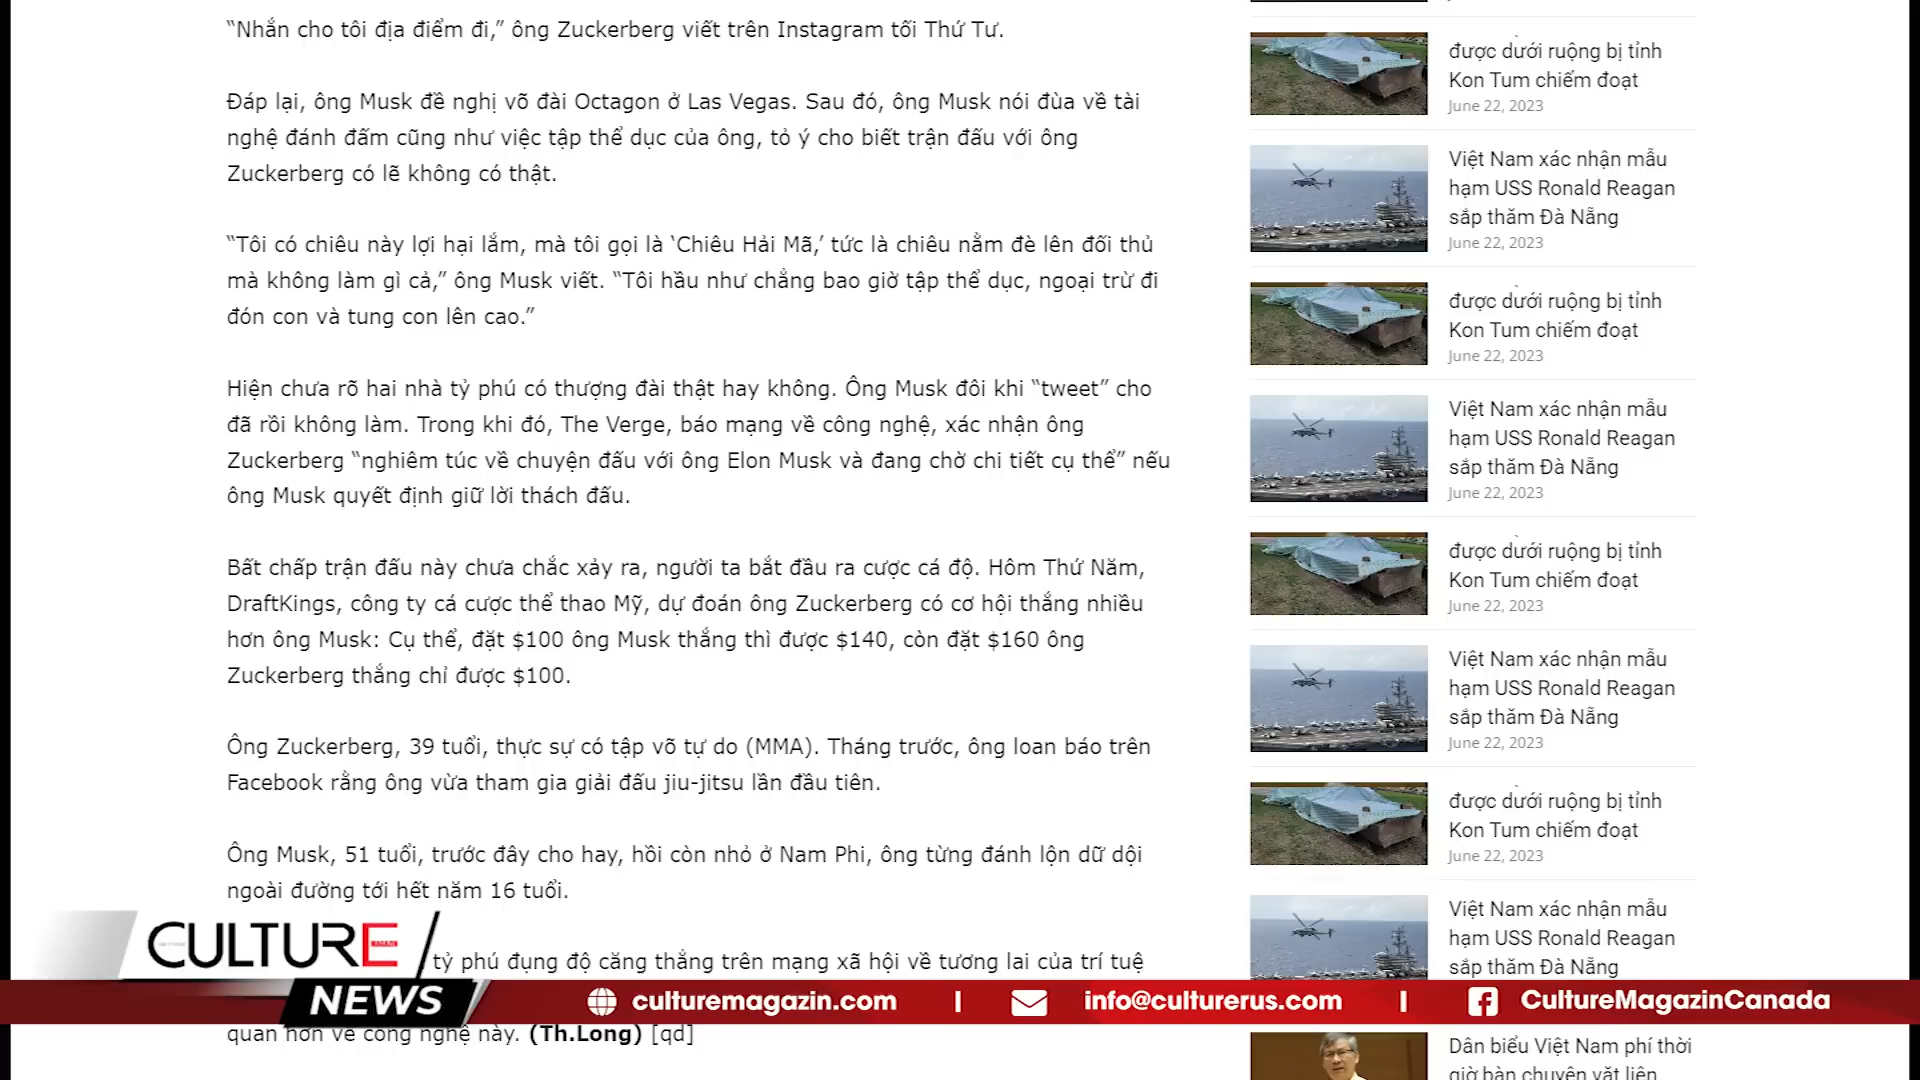 “Nhắn cho tôi địa điểm đi,” ông Zuckerberg viết trên Instagram tối Thứ Tư.
Đáp lại, ông Musk đề nghị võ đài Octagon ở Las Vegas. Sau đó, ông Musk nói đùa về tài
nghệ đánh đấm cũng như việc tập thể dục của ông, tỏ ý cho biết trận đấu với ông
Zuckerberg có lẽ không có thật.
“Tôi có chiêu này lợi hại lắm, mà tôi gọi là ‘Chiêu Hải Mã,’ tức là chiêu nằm đè lên đối thủ
mà không làm gì cả,” ông Musk viết. “Tôi hầu như chẳng bao giờ tập thể dục, ngoại trừ đi
đón con và tung con lên cao.”
Hiện chưa rõ hai nhà tỷ phú có thượng đài thật hay không. Ông Musk đôi khi “tweet” cho
đã rồi không làm. Trong khi đó, The Verge, báo mạng về công nghệ, xác nhận ông
Zuckerberg “nghiêm túc về chuyện đấu với ông Elon Musk và đang chờ chi tiết cụ thể” nếu
ông Musk quyết định giữ lời thách đấu.
Bất chấp trận đấu này chưa chắc xảy ra, người ta bắt đầu ra cược cá độ. Hôm Thứ Năm,
DraftKings, công ty cá cược thể thao Mỹ, dự đoán ông Zuckerberg có cơ hội thắng nhiều
hơn ông Musk: Cụ thể, đặt $100 ông Musk thắng thì được $140, còn đặt $160 ông
Zuckerberg thắng chỉ được $100.
Ông Zuckerberg, 39 tuổi, thực sự có tập võ tự do (MMA). Tháng trước, ông loan báo trên
Facebook rằng ông vừa tham gia giải đấu jiu-jitsu lần đầu tiên.
Ông Musk, 51 tuổi, trước đây cho hay, hồi còn nhỏ ở Nam Phi, ông từng đánh lộn dữ dội
ngoài đường tới hết năm 16 tuổi.
tỷ phú đụng độ căng thẳng trên mạng xã hội về tương lai của trí tuệ
quan hơn về công nghệ này. (Th.Long) [qd]
được dưới ruộng bị tỉnh
Kon Tum chiếm đoạt
June 22, 2023
Việt Nam xác nhận mẫu
hạm USS Ronald Reagan
sắp thăm Đà Nẵng
June 22, 2023
được dưới ruộng bị tỉnh
Kon Tum chiếm đoạt
June 22, 2023
Việt Nam xác nhận mẫu
hạm USS Ronald Reagan
sắp thăm Đà Nẵng
June 22, 2023
được dưới ruộng bị tỉnh
Kon Tum chiếm đoạt
June 22, 2023
Việt Nam xác nhận mẫu
hạm USS Ronald Reagan
sắp thăm Đà Nẵng
June 22, 2023
được dưới ruộng bị tỉnh
Kon Tum chiếm đoạt
June 22, 2023
Việt Nam xác nhận mẫu
hạm USS Ronald Reagan
sắp thăm Đà Nẵng
Dân biểu Việt Nam phí thời
giờ bàn chuyện vặt liên
CULTURE
NEWS
culturemagazin.com | info@culturerus.com | CultureMagazinCanada